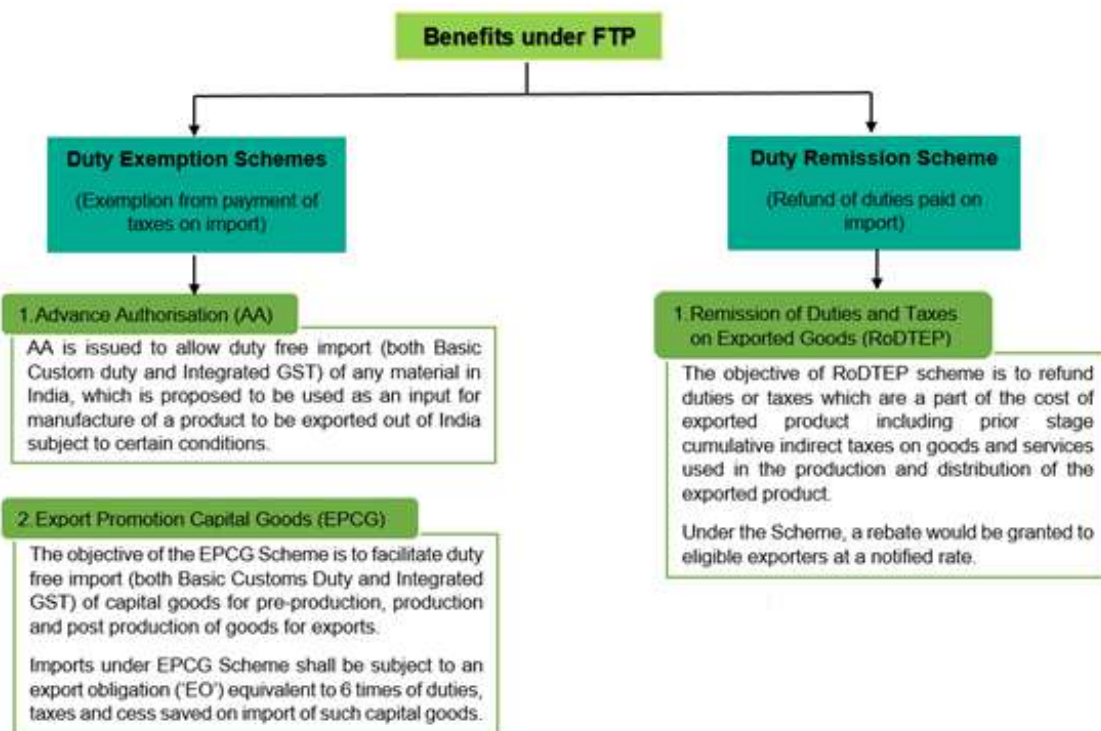 Benefits under FTP
Duty Exemption Schemes
(Exemption from payment of
taxes on import)
1.Advance Authorisation (AA)
AA is issued to allow duty free import (both Basic
Custom duty and Integrated GST) of any material in
India, which is proposed to be used as an input for
manufacture of a product to be exported out of India
subject to certain conditions.
2.Export Promotion Capital Goods (EPCG)
The objective of the EPCG Scheme is to facilitate duty
free import (both Basic Customs Duty and Integrated
GST) of capital goods for pre-production, production
and post production of goods for exports.
Imports under EPCG Scheme shall be subject to an
export obligation ('EO') equivalent to 6 times of duties,
taxes and cess saved on import of such capital goods.
Duty Remission Scheme
(Refund of duties paid on
import)
1.Remission of Duties and Taxes
on Exported Goods (RoDTEP)
The objective of RoDTEP scheme is to refund
duties or taxes which are a part of the cost of
exported product including prior stage
cumulative indirect taxes on goods and services
used in the production and distribution of the
exported product.
Under the Scheme, a rebate would be granted to
eligible exporters at a notified rate.